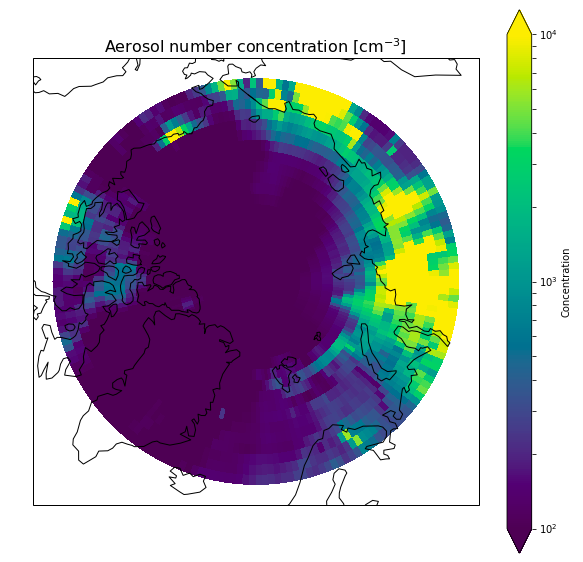 Aerosol number concentration [cm⁻³]
10⁴
10³
10²
Concentration